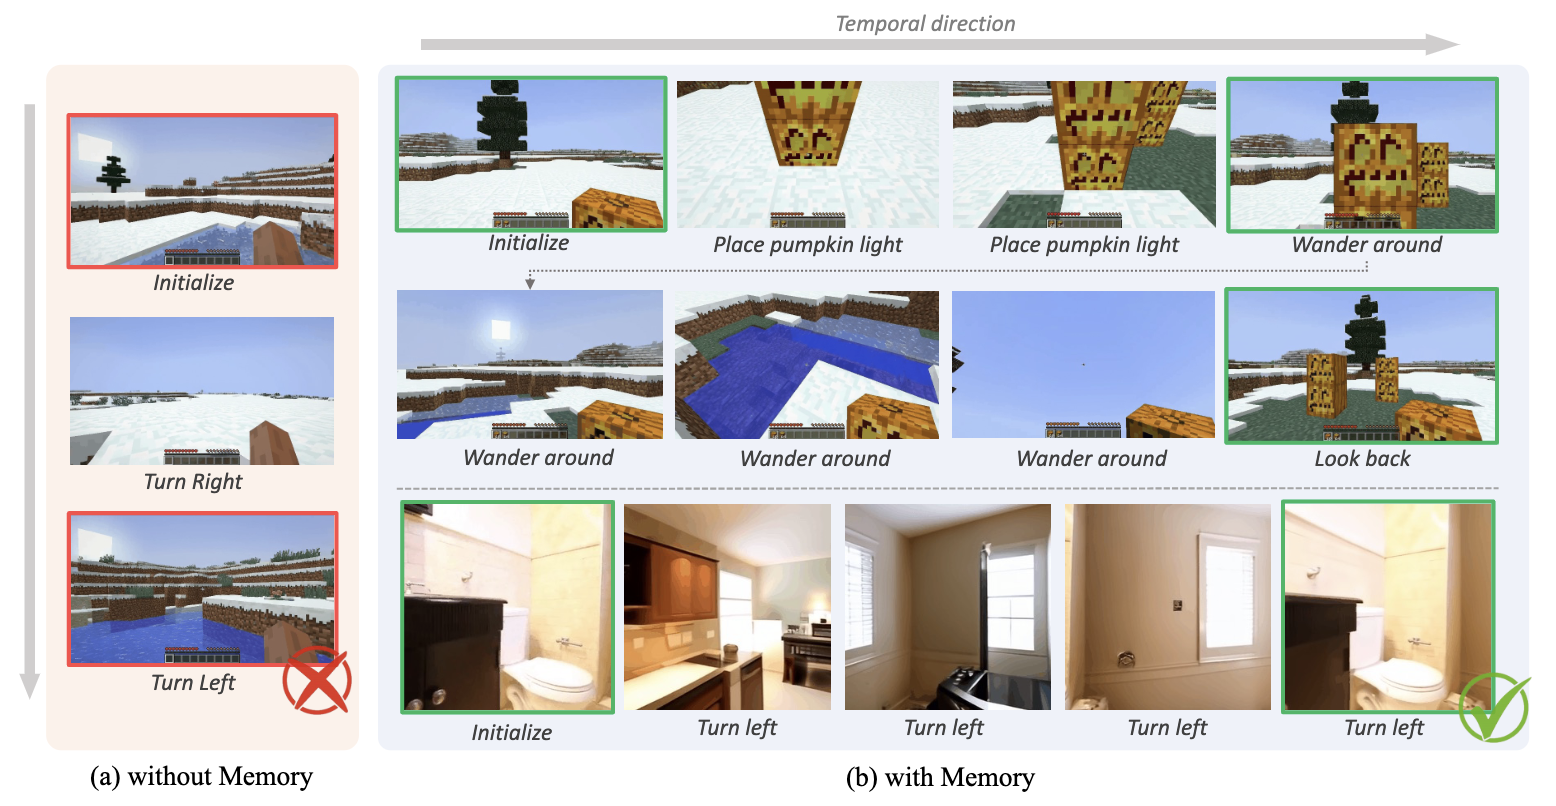 Temporal direction
Initialize
Turn Right
Turn Left
(a) without Memory
Initialize
Place pumpkin light
Place pumpkin light
Wander around
Wander around
Wander around
Wander around
Look back
Initialize
Turn left
Turn left
Turn left
Turn left
(b) with Memory